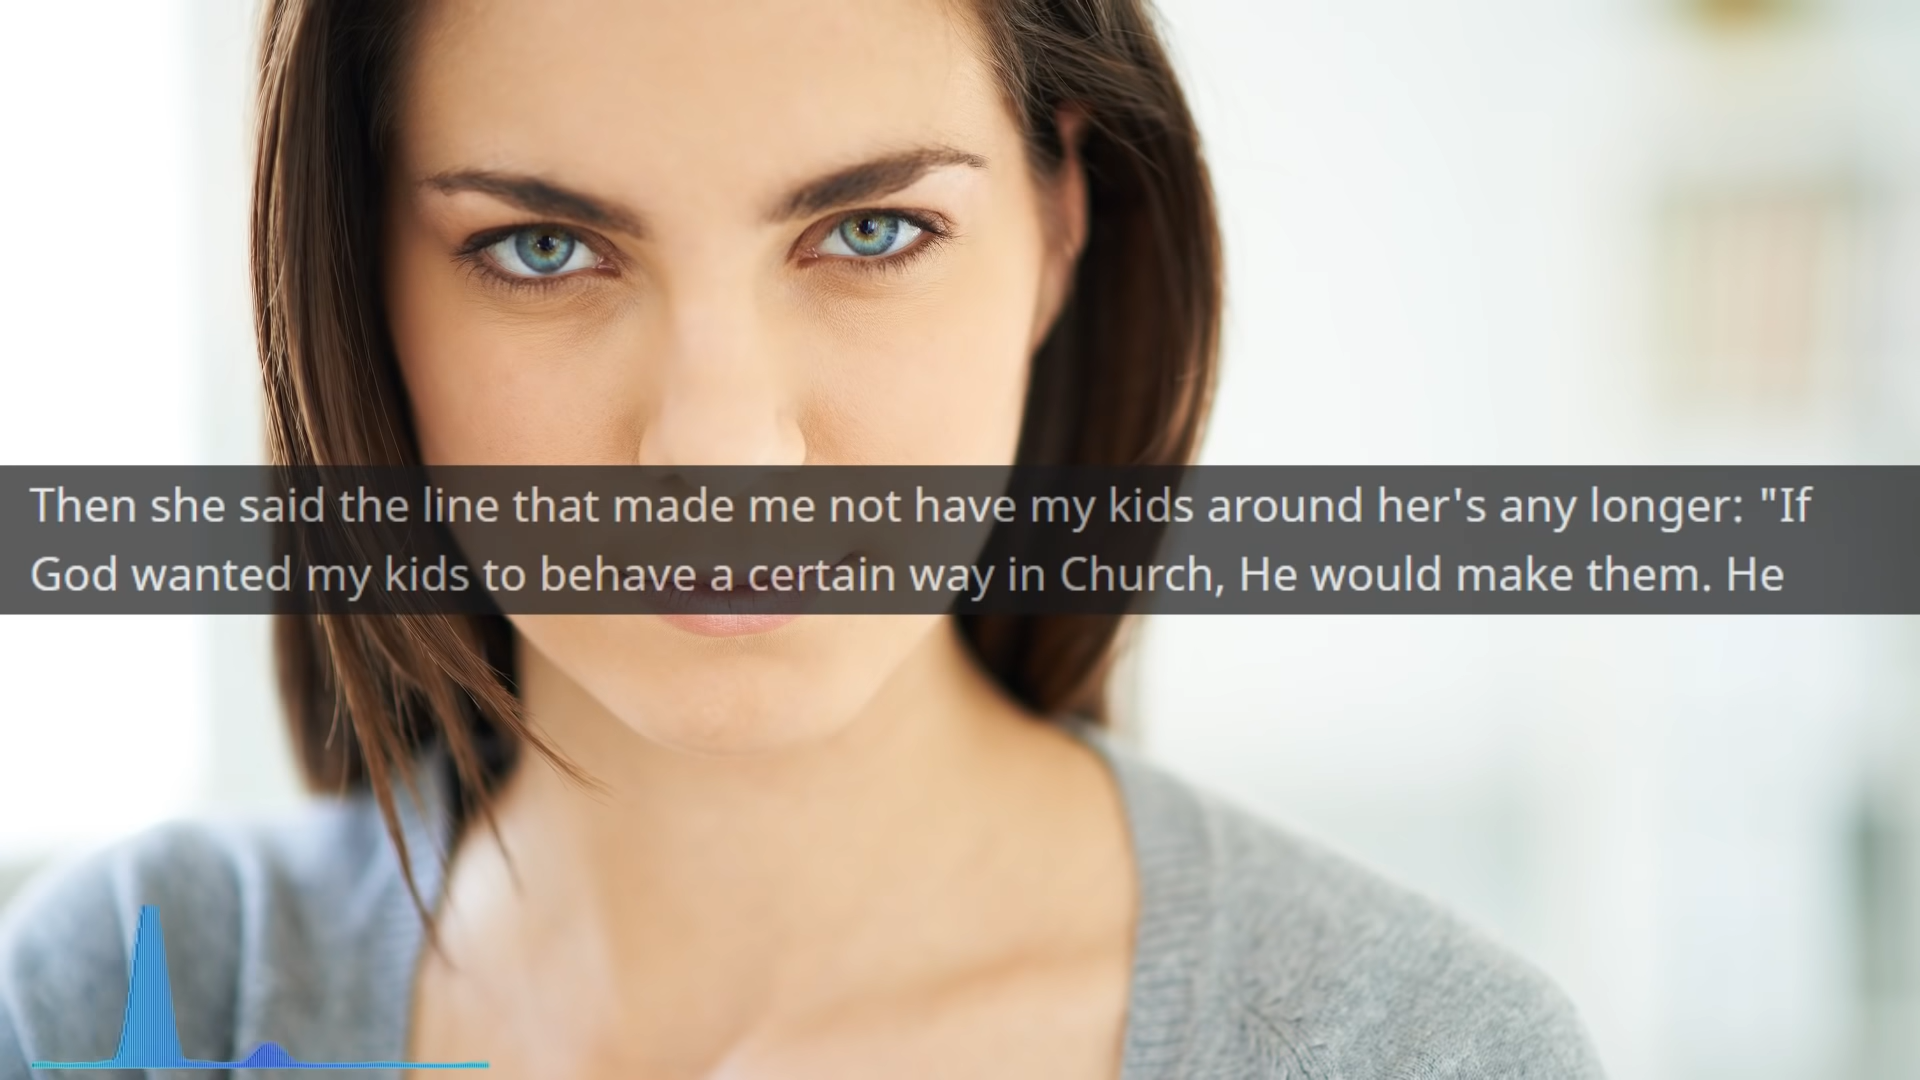 Then she said the line that made me not have my kids around her's any longer: "If
God wanted my kids to behave a certain way in Church, He would make them. He